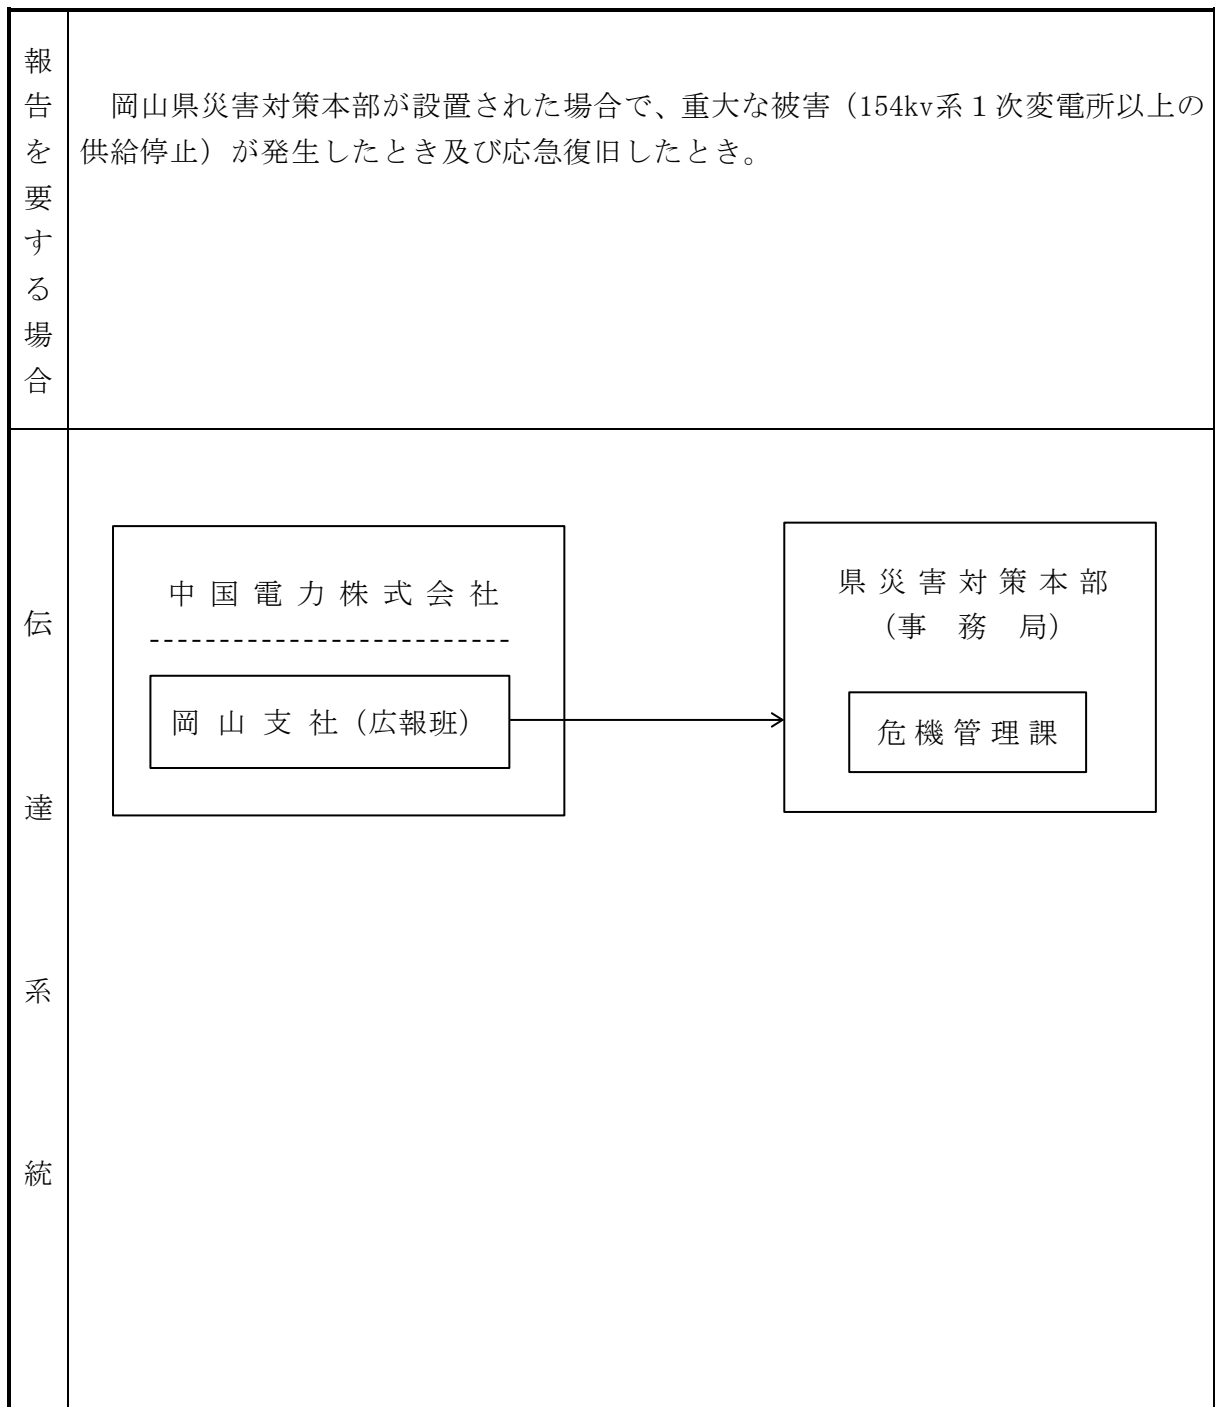 報告を要する場合
岡山県災害対策本部が設置された場合で、重大な被害（154kv系１次変電所以上の
供給停止）が発生したとき及び応急復旧したとき。
伝達系統
中国電力株式会社
岡山支社（広報班）
県災害対策本部
（事　務　局）
危機管理課